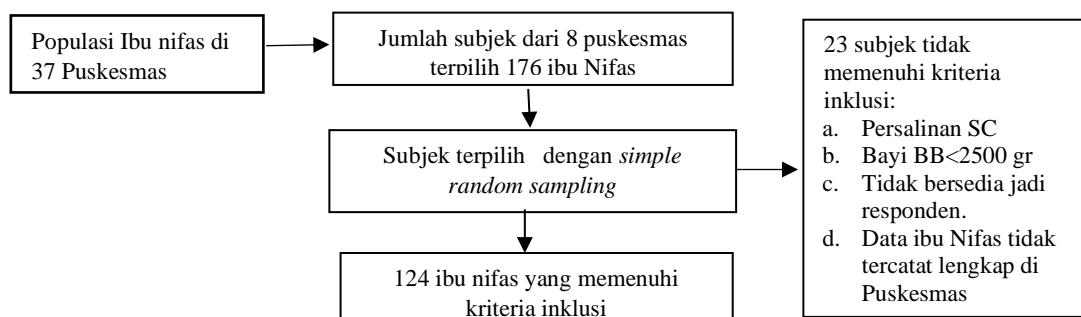 Populasi Ibu nifas di
37 Puskesmas
Jumlah subjek dari 8 puskesmas
terpilih 176 ibu Nifas
Subjek terpilih dengan simple
random sampling
124 ibu nifas yang memenuhi
kriteria inklusi
23 subjek tidak
memenuhi kriteria
inklusi:
a. Persalinan SC
b. Bayi BB<2500 gr
c. Tidak bersedia jadi
responden.
d. Data ibu Nifas tidak
tercatat lengkap di
Puskesmas